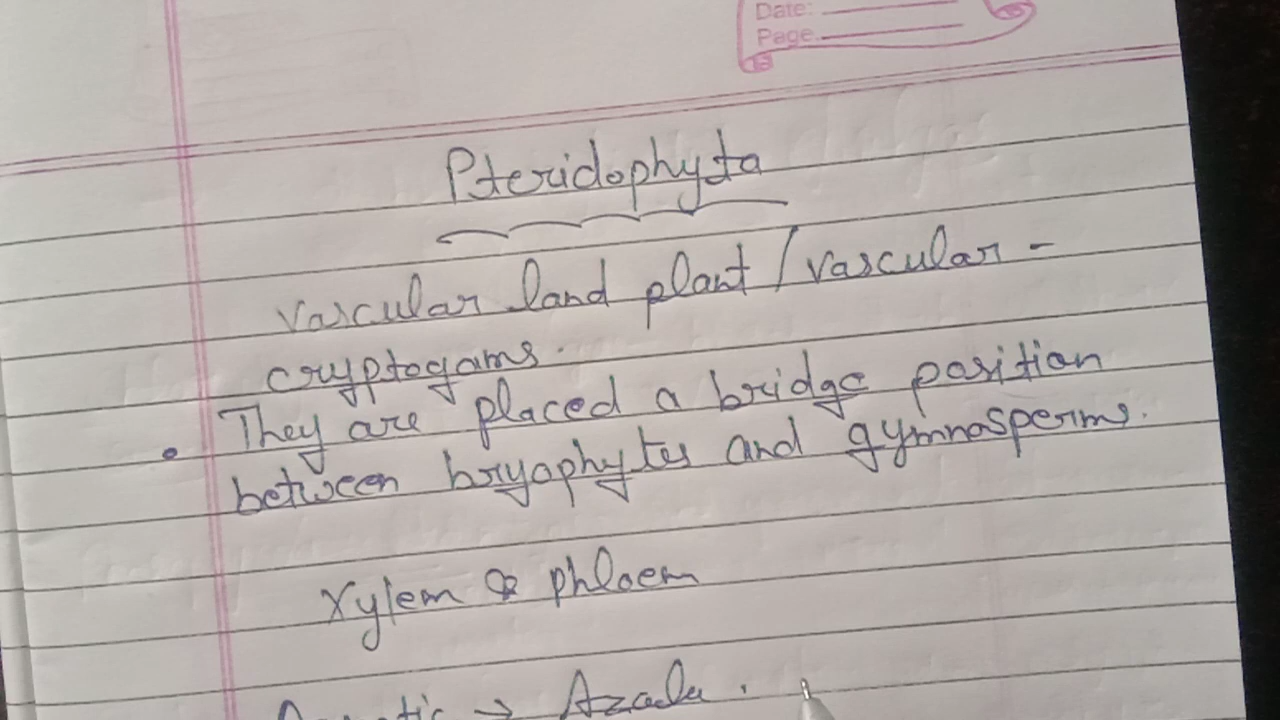 Date:
Page
Pteridophyta
Vascular land plant / Vascular -
cryptogams.
• They are placed a bridge position
between bryophytes and gymnosperms.
Xylem & phloem
→ Azolla.